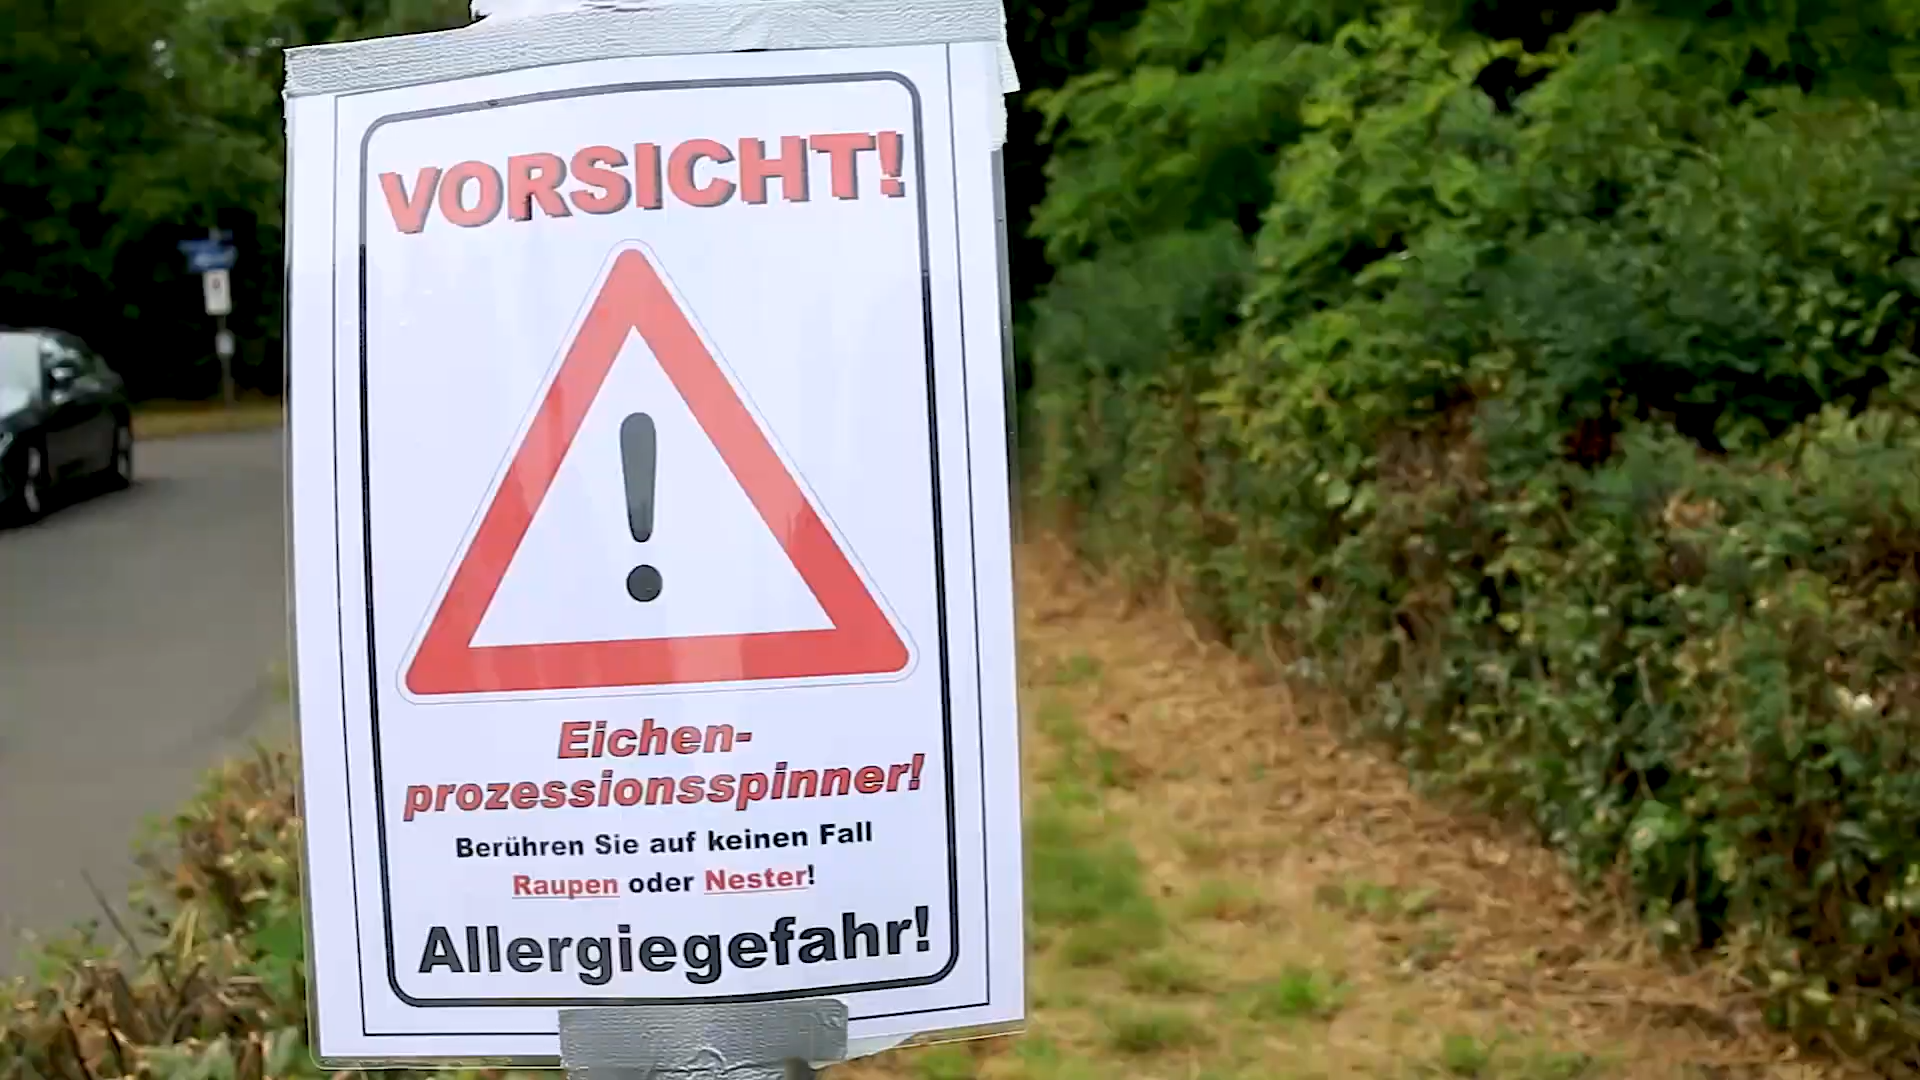 VORSICHT!
Eichen-
prozessionsspinner!
Berühren Sie auf keinen Fall
Raupen oder Nester!
Allergiegefahr!